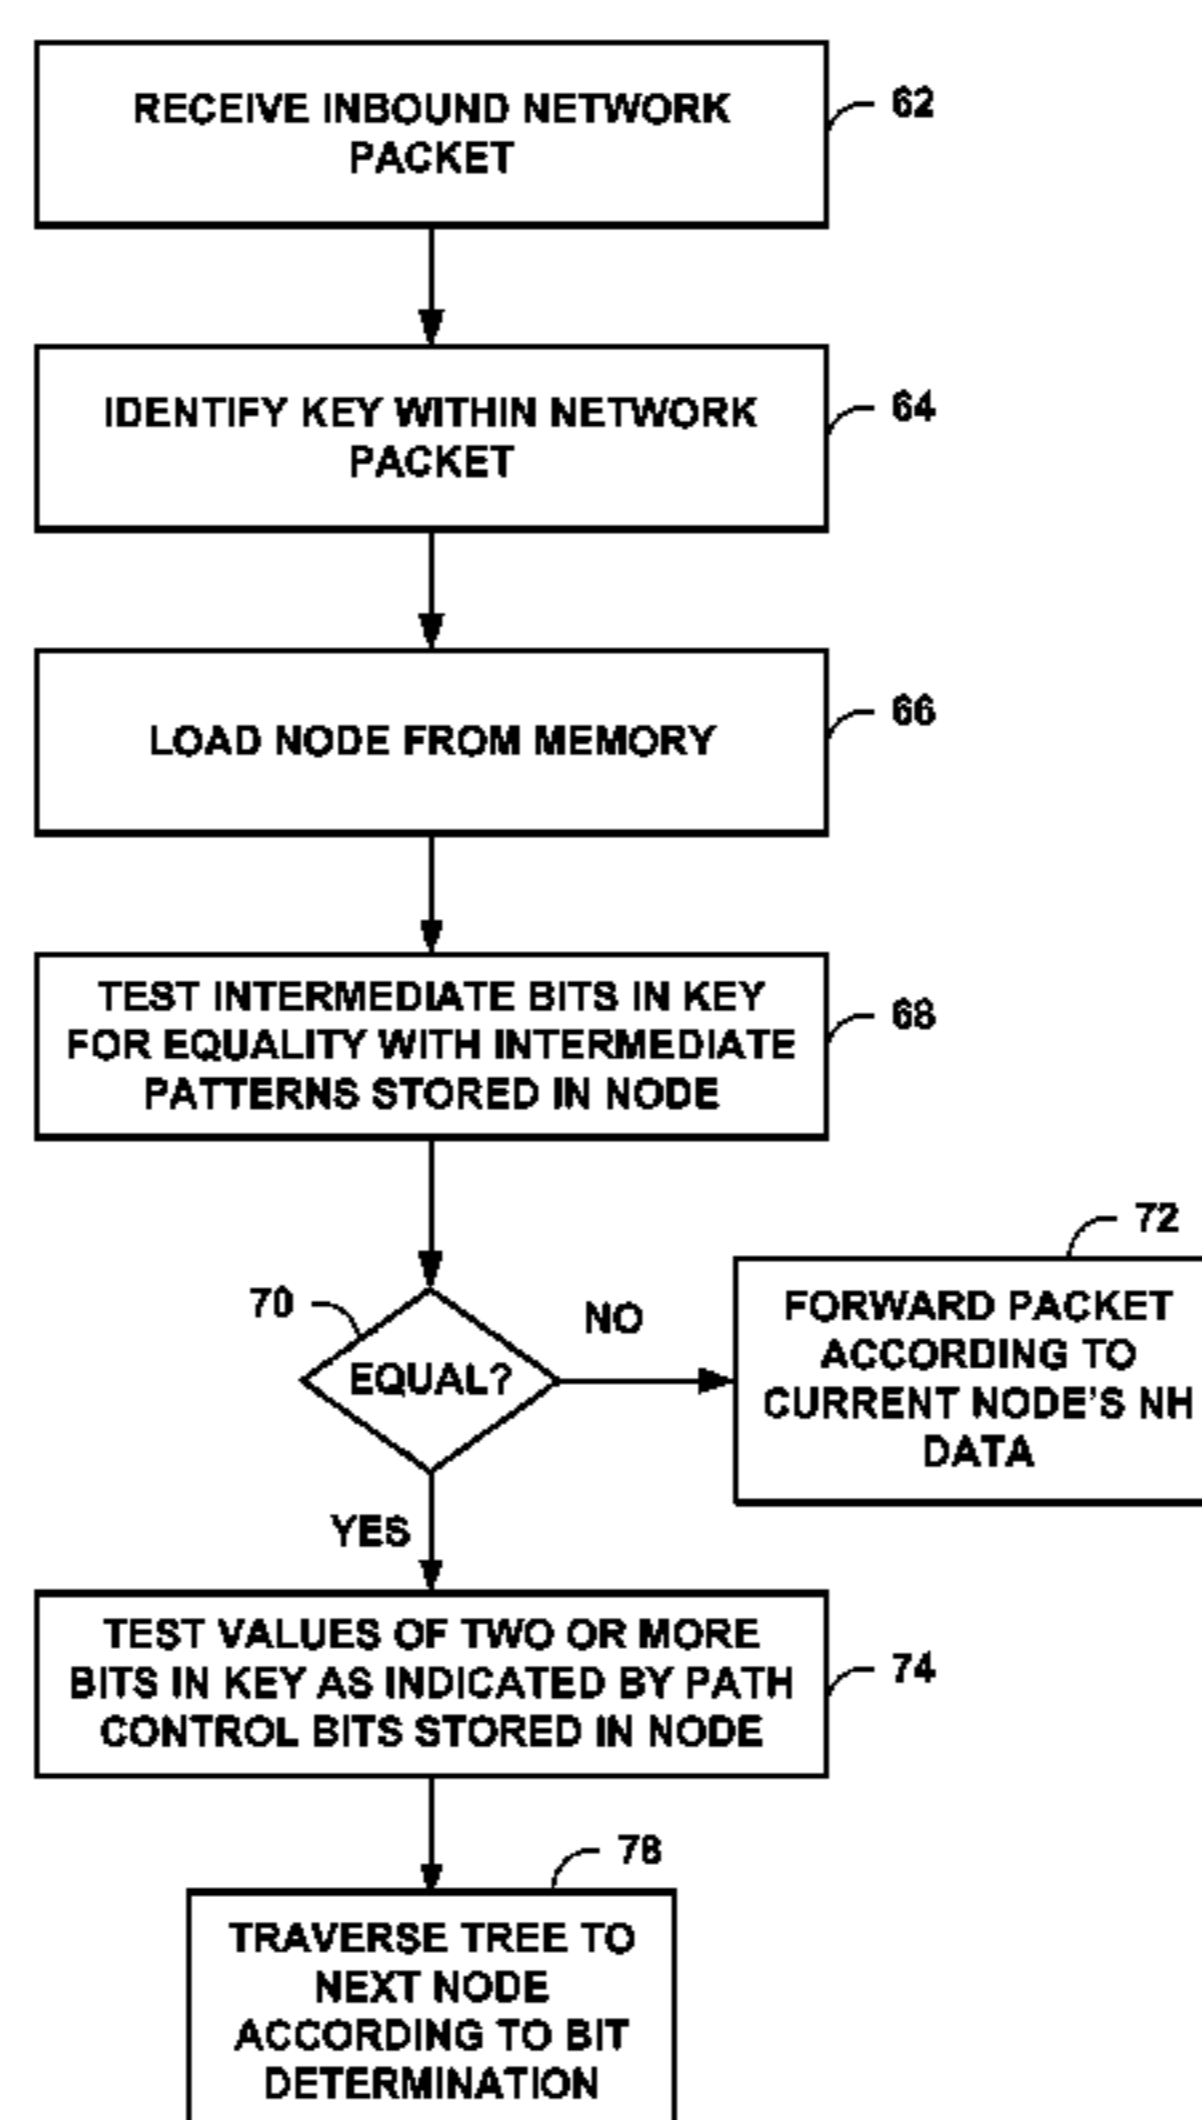 RECEIVE INBOUND NETWORK
PACKET
62
IDENTIFY KEY WITHIN NETWORK
PACKET
64
LOAD NODE FROM MEMORY
66
TEST INTERMEDIATE BITS IN KEY
FOR EQUALITY WITH INTERMEDIATE
PATTERNS STORED IN NODE
68
70
EQUAL?
NO
72
FORWARD PACKET
ACCORDING TO
CURRENT NODE'S NH
DATA
YES
TEST VALUES OF TWO OR MORE
BITS IN KEY AS INDICATED BY PATH
CONTROL BITS STORED IN NODE
74
78
TRAVERSE TREE TO
NEXT NODE
ACCORDING TO BIT
DETERMINATION